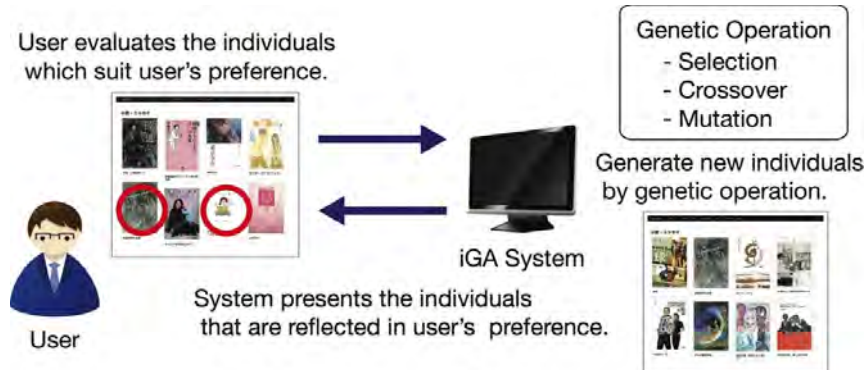 User evaluates the individuals
which suit user's preference.
Genetic Operation
- Selection
- Crossover
- Mutation
Generate new individuals
by genetic operation.
iGA System
System presents the individuals
that are reflected in user's preference.
User